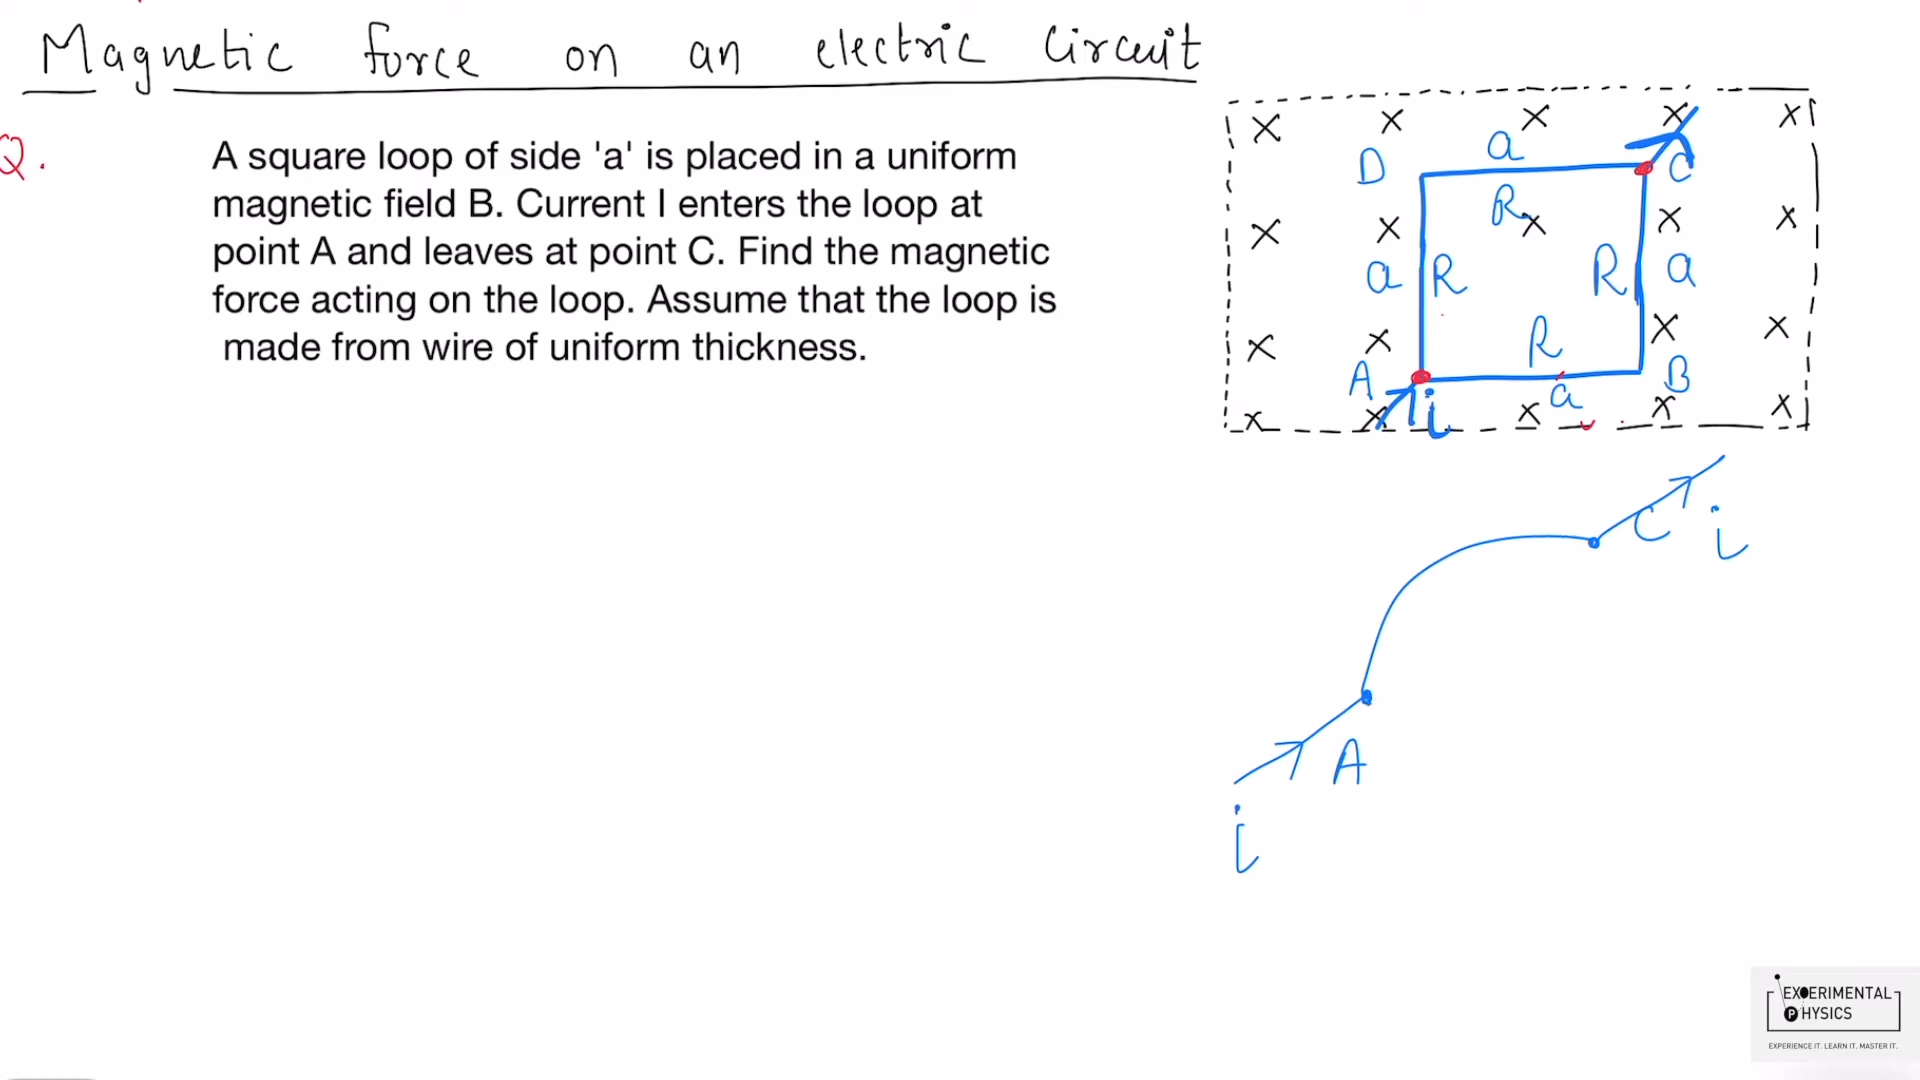 Magnetic force on an electric Circuit
Q.
A square loop of side 'a' is placed in a uniform
magnetic field B. Current I enters the loop at
point A and leaves at point C. Find the magnetic
force acting on the loop. Assume that the loop is
made from wire of uniform thickness.
x x x x x
D a C
R
x x x x x
a R R a
x x x x
R
A B
a
i
x x x x x
C i
A
i
EXPERIMENTAL
PHYSICS
EXPERIENCE IT. LEARN IT. MASTER IT.